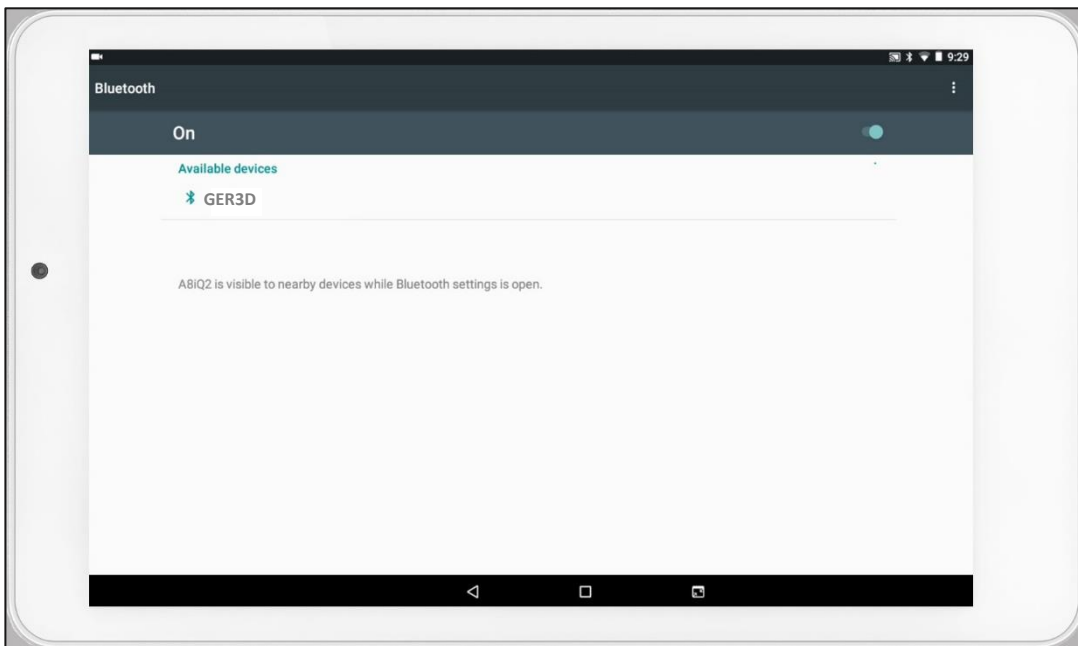 9:29
Bluetooth
On
Available devices
GER3D
A8iQ2 is visible to nearby devices while Bluetooth settings is open.